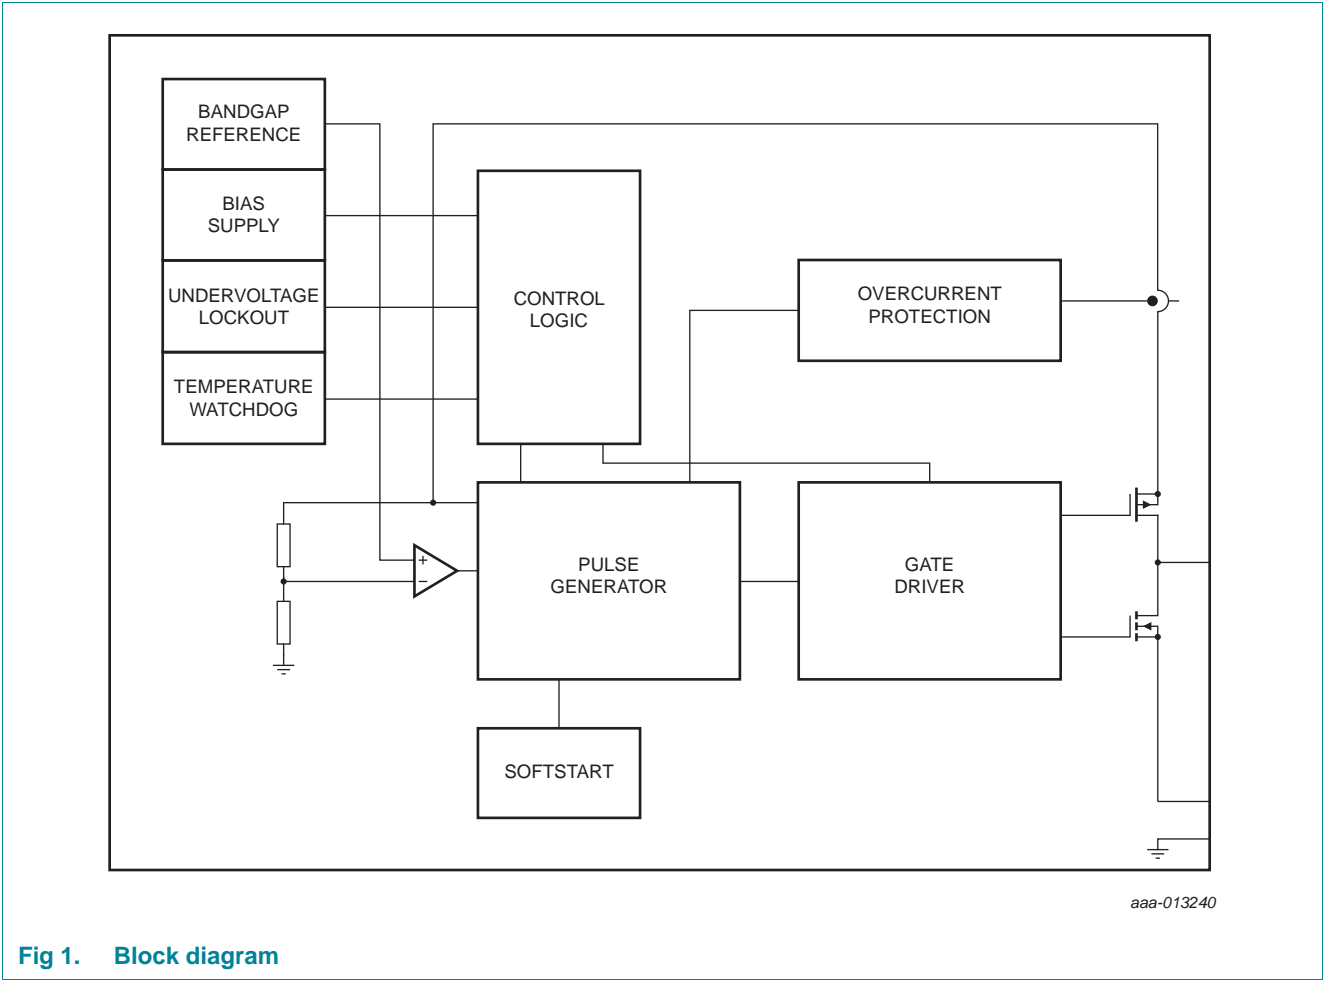 BANDGAP
REFERENCE
BIAS
SUPPLY
UNDERVOLTAGE
LOCKOUT
TEMPERATURE
WATCHDOG
CONTROL
LOGIC
OVERCURRENT
PROTECTION
+
−
PULSE
GENERATOR
GATE
DRIVER
SOFTSTART
aaa-013240
Fig 1. Block diagram